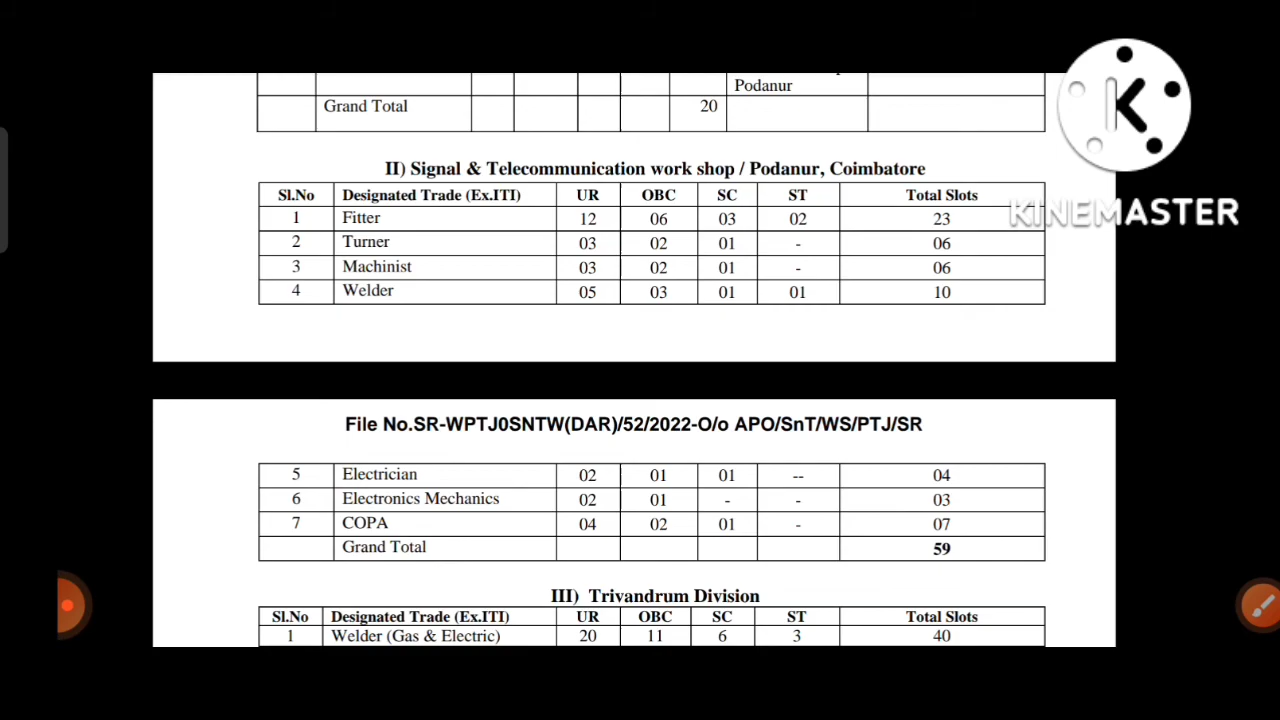 Podanur
Grand Total 20
II) Signal & Telecommunication work shop / Podanur, Coimbatore
Sl.No Designated Trade (Ex.ITI) UR OBC SC ST Total Slots
1 Fitter 12 06 03 02 23
2 Turner 03 02 01 - 06
3 Machinist 03 02 01 - 06
4 Welder 05 03 01 01 10
File No.SR-WPTJ0SNTW(DAR)/52/2022-O/o APO/SnT/WS/PTJ/SR
5 Electrician 02 01 01 -- 04
6 Electronics Mechanics 02 01 - - 03
7 COPA 04 02 01 - 07
Grand Total 59
III) Trivandrum Division
Sl.No Designated Trade (Ex.ITI) UR OBC SC ST Total Slots
1 Welder (Gas & Electric) 20 11 6 3 40
K
KINEMASTER